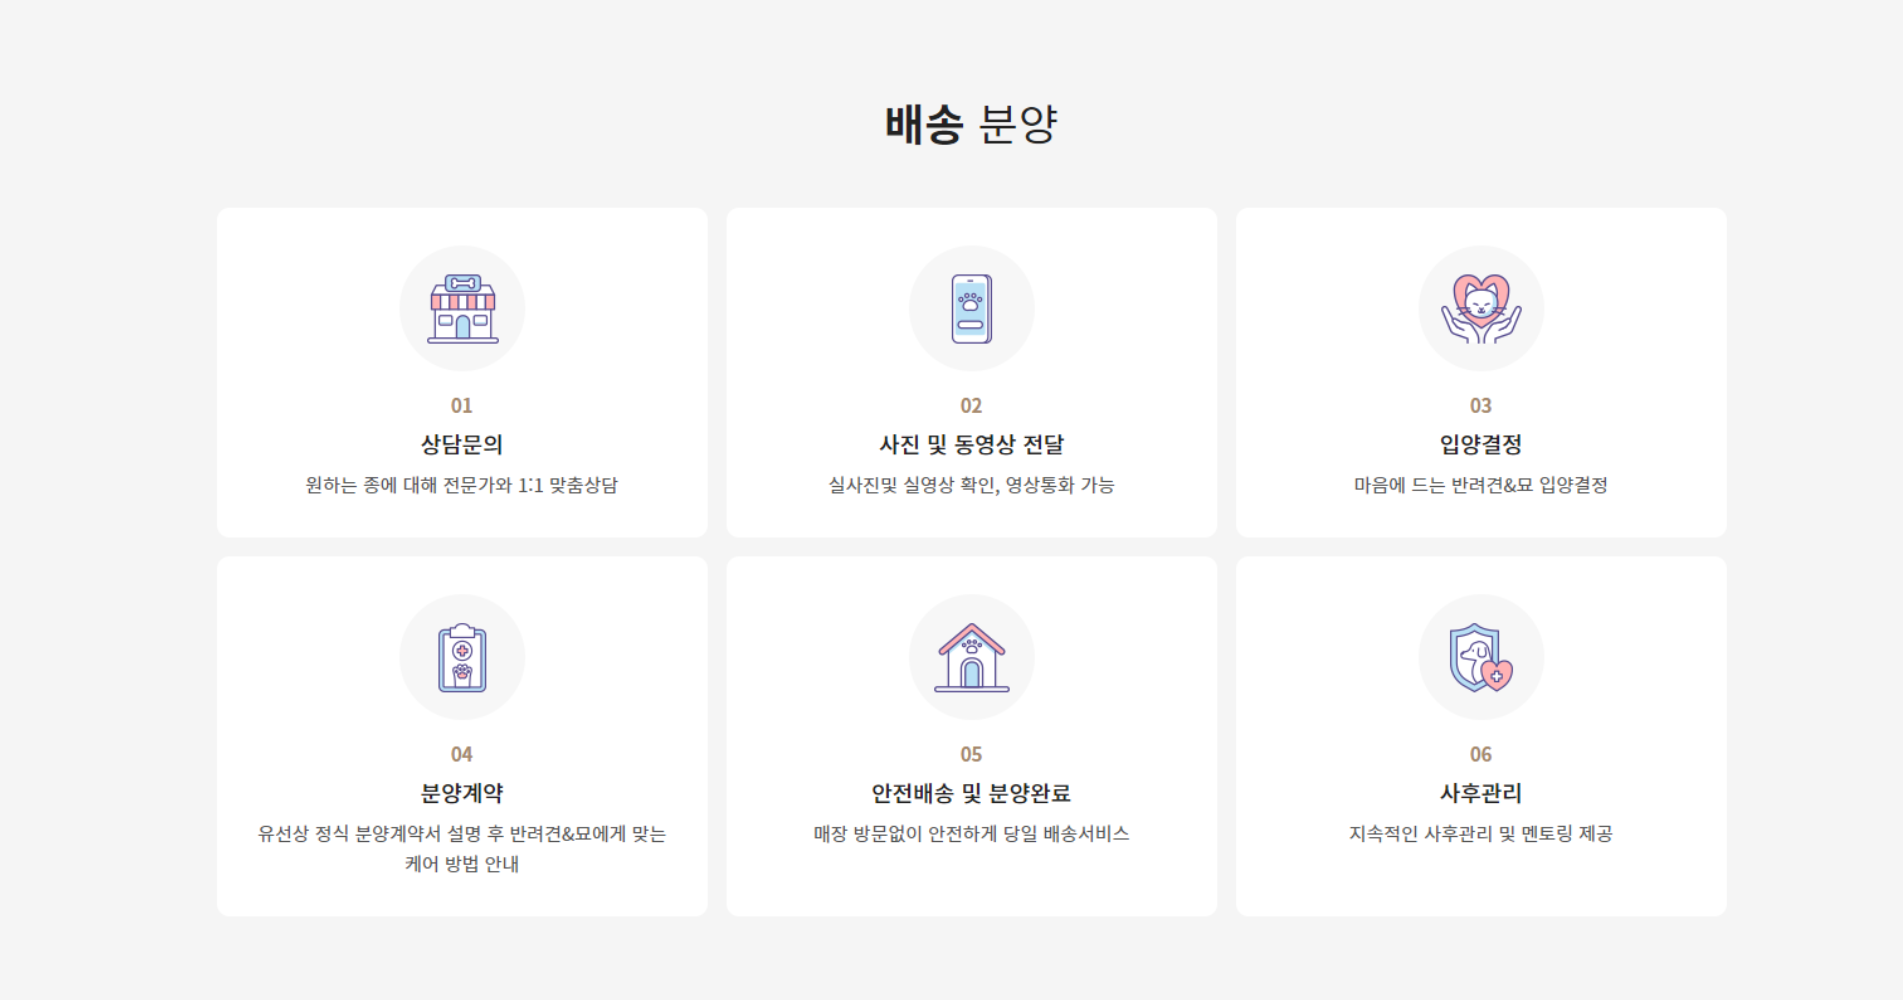 배송 분양
01
상담문의
원하는 종에 대해 전문가와 1:1 맞춤상담
02
사진 및 동영상 전달
실사진및 실영상 확인, 영상통화 가능
03
입양결정
마음에 드는 반려견&묘 입양결정
04
분양계약
유선상 정식 분양계약서 설명 후 반려견&묘에게 맞는
케어 방법 안내
05
안전배송 및 분양완료
매장 방문없이 안전하게 당일 배송서비스
06
사후관리
지속적인 사후관리 및 멘토링 제공